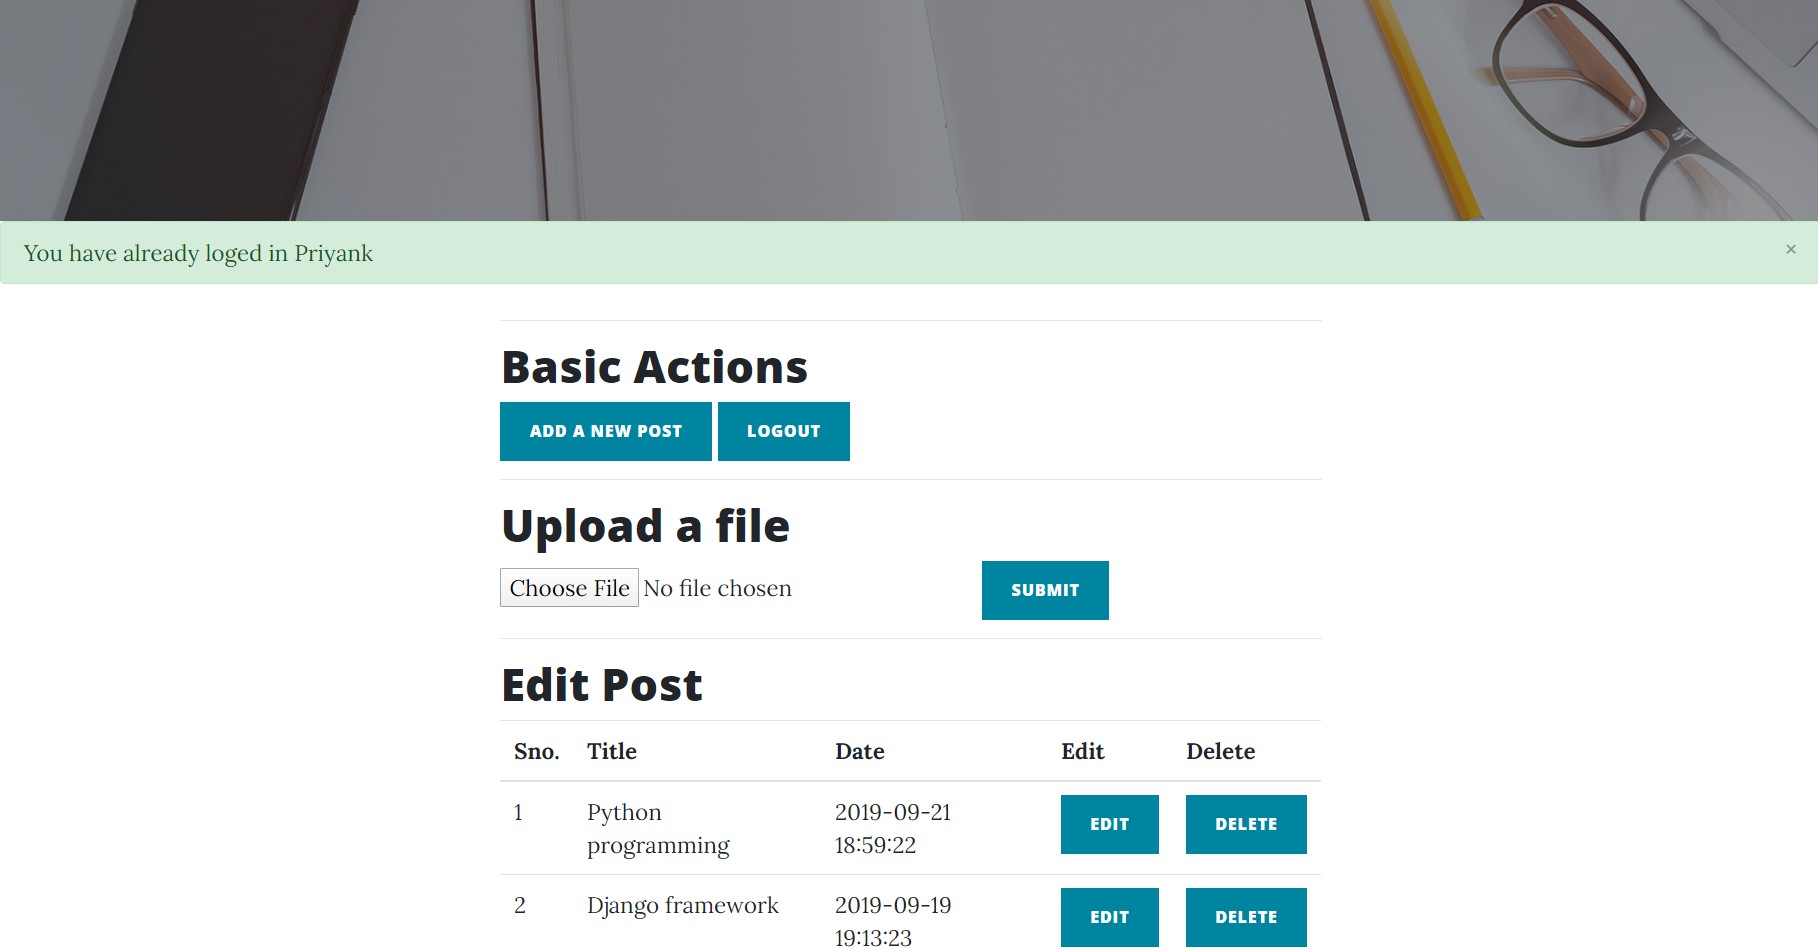 You have already loged in Priyank ×
Basic Actions
ADD A NEW POST LOGOUT
Upload a file
Choose File No file chosen SUBMIT
Edit Post
Sno. Title Date Edit Delete
1 Python programming 2019-09-21 18:59:22 EDIT DELETE
2 Django framework 2019-09-19 19:13:23 EDIT DELETE